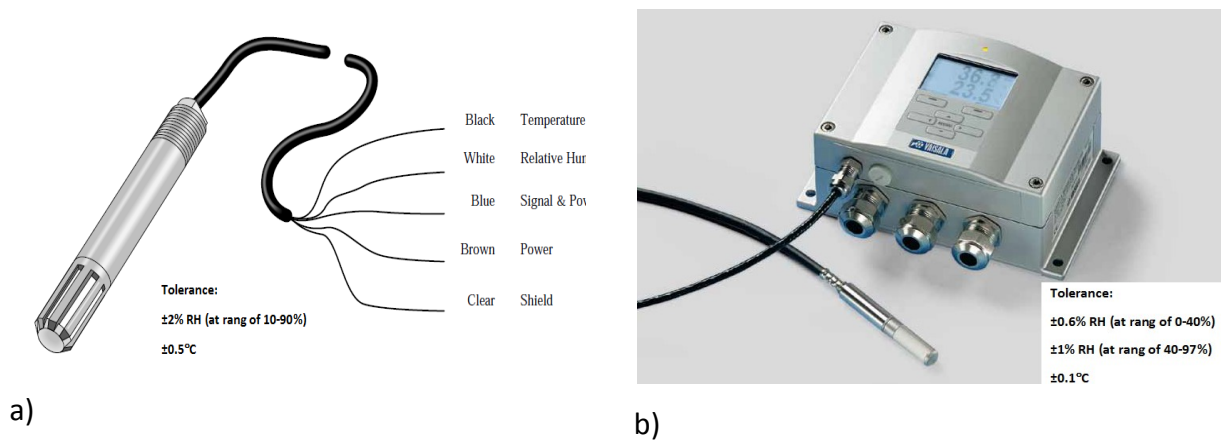 Black Temperature
White Relative Hur
Blue Signal & Pov
Brown Power
Clear Shield
Tolerance:
±2% RH (at rang of 10-90%)
±0.5°C
a)
36.2
23.5
VAISALA
Tolerance:
±0.6% RH (at rang of 0-40%)
±1% RH (at rang of 40-97%)
±0.1°C
b)